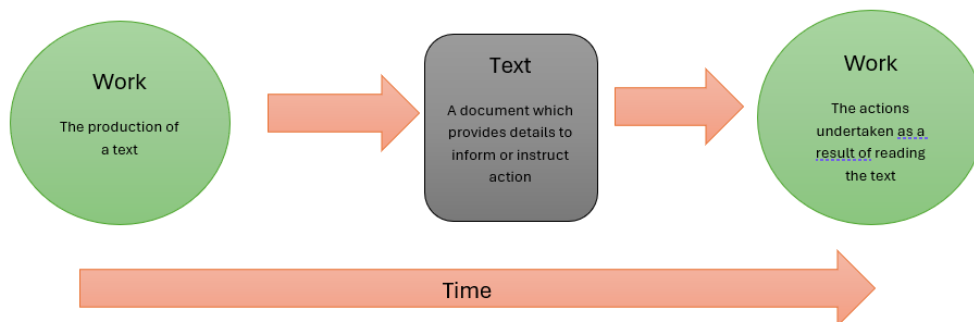 Work
The production of
a text
Text
A document which
provides details to
inform or instruct
action
Work
The actions
undertaken as a
result of reading
the text
Time